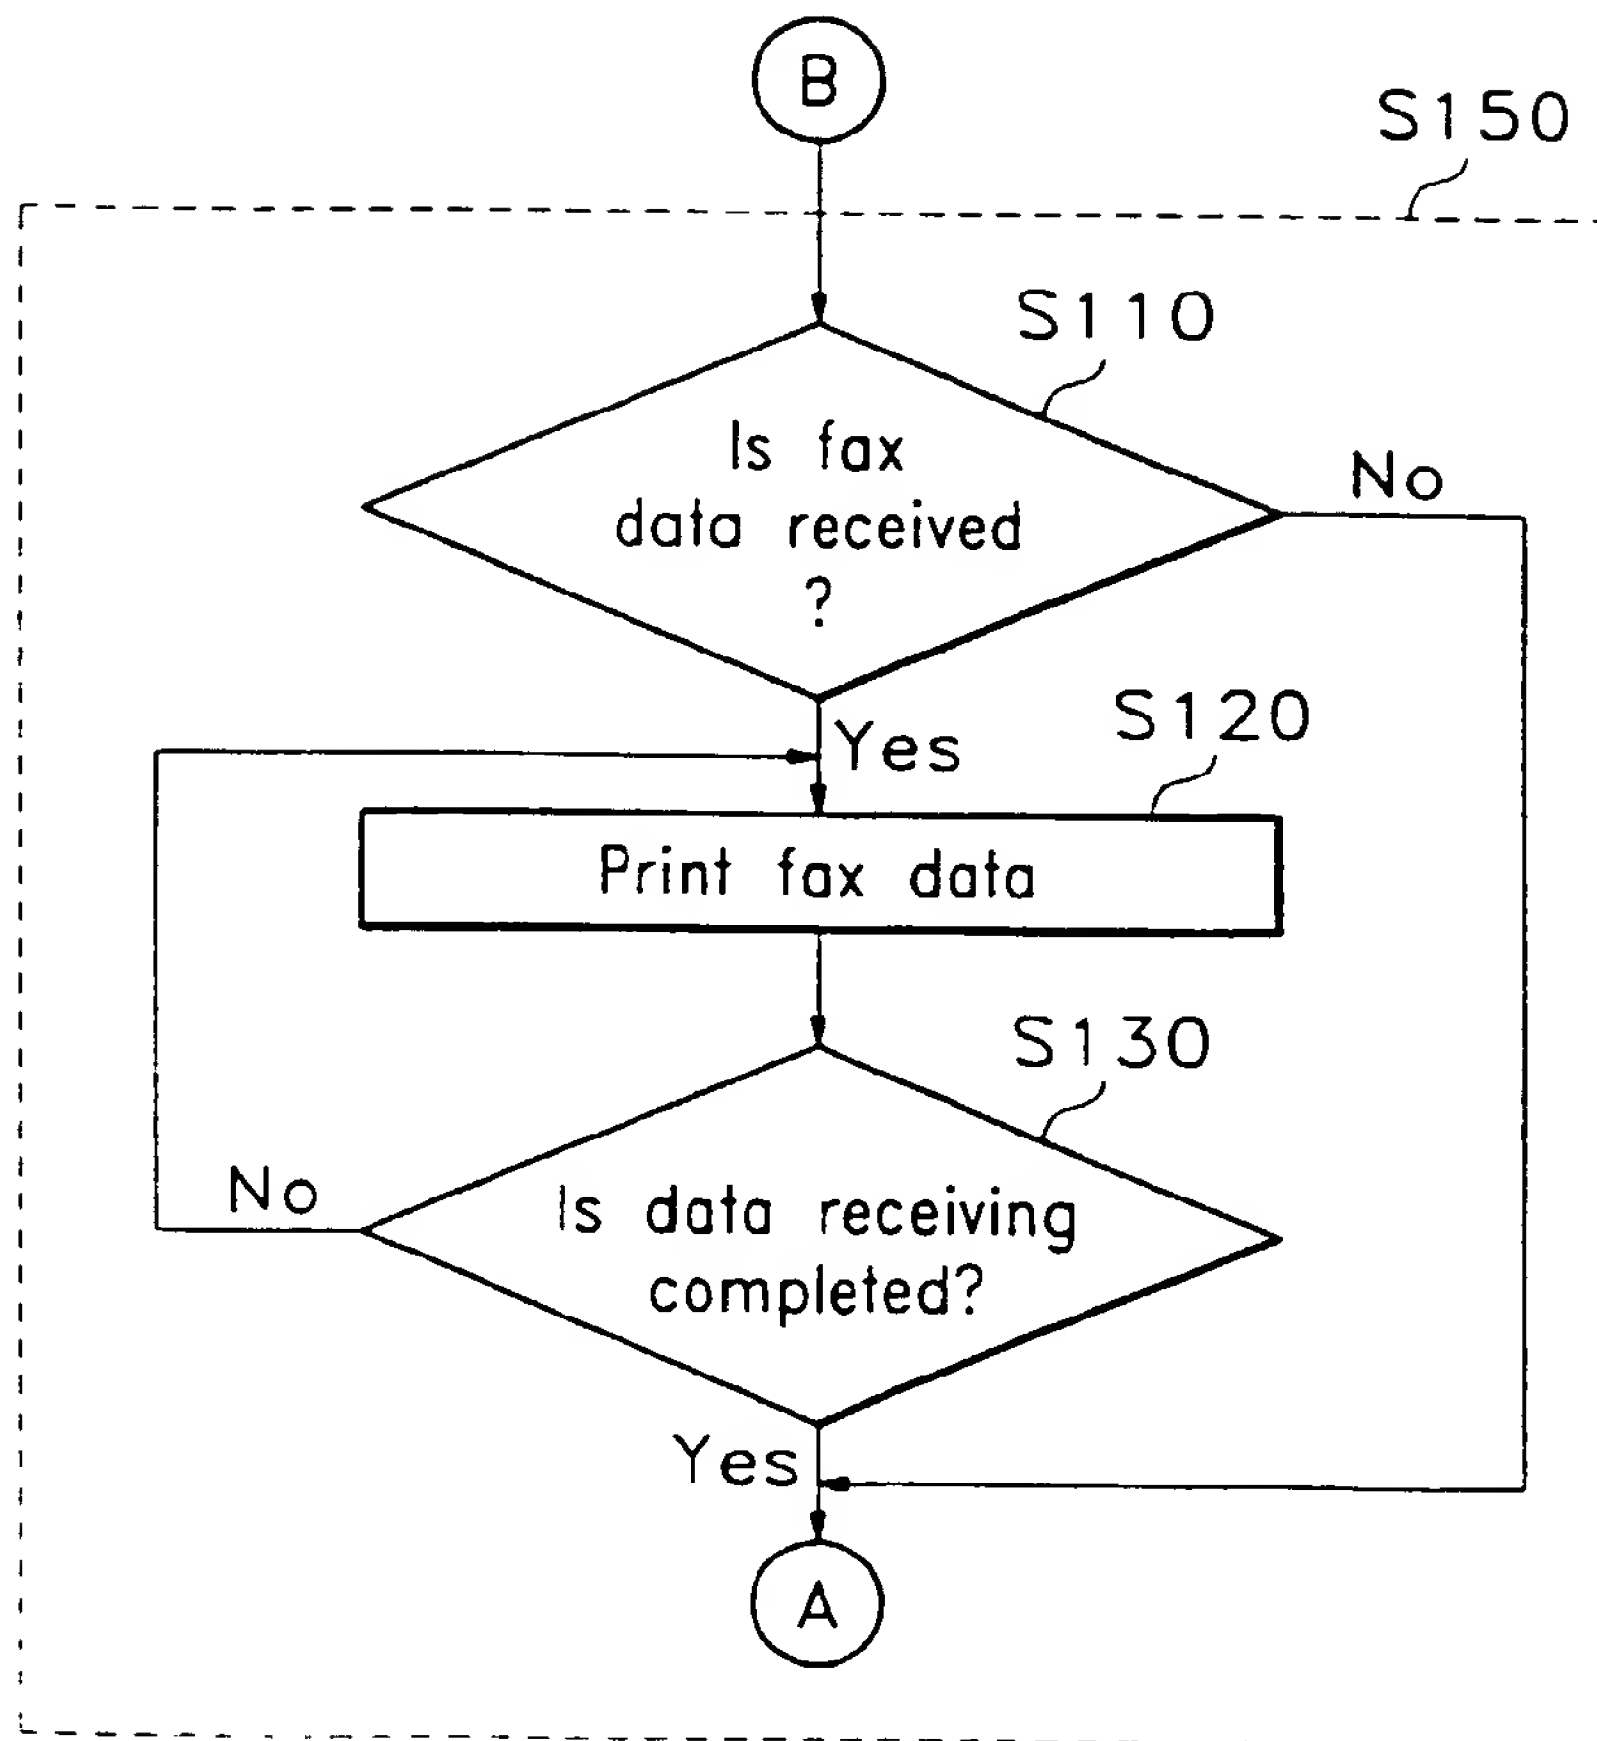 B
S150
S110
Is fax
data received
?
No
Yes
S120
Print fax data
S130
No
Is data receiving
completed?
Yes
A